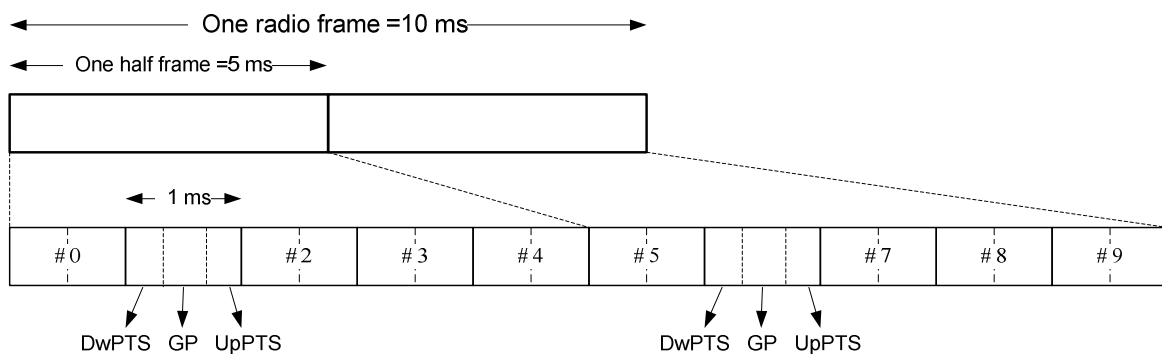 One radio frame =10 ms
One half frame =5 ms
1 ms
#0 #2 #3 #4 #5 #7 #8 #9
DwPTS GP UpPTS DwPTS GP UpPTS